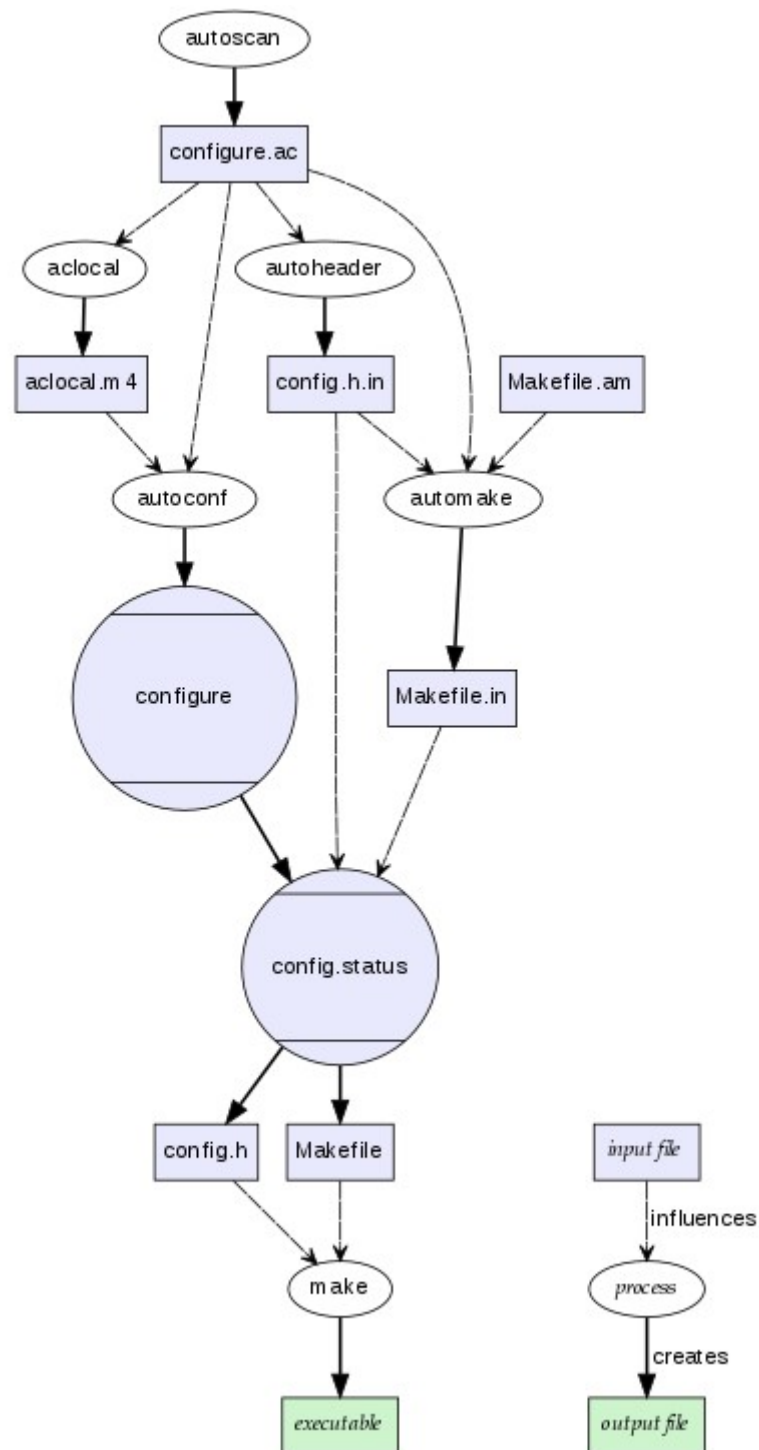 autoscan
configure.ac
aclocal
autoheader
aclocal.m4
config.h.in
Makefile.am
autoconf
automake
configure
Makefile.in
config.status
config.h
Makefile
input file
influences
make
process
creates
executable
output file